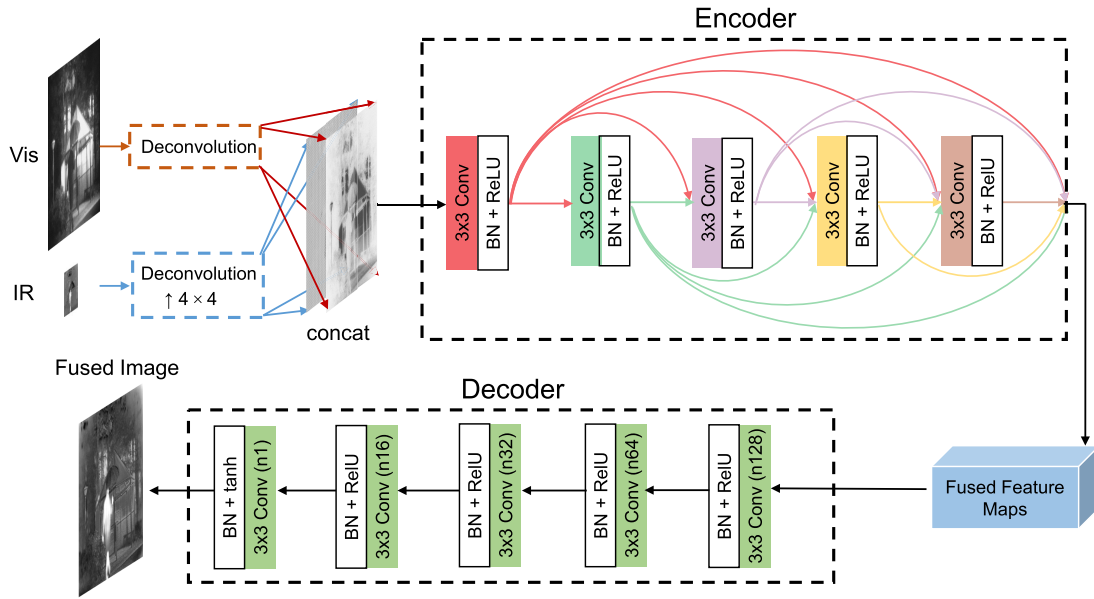 Encoder
Vis
Deconvolution
IR
Deconvolution
↑ 4 × 4
concat
3x3 Conv
BN + ReLU
3x3 Conv
BN + ReLU
3x3 Conv
BN + ReLU
3x3 Conv
BN + ReLU
3x3 Conv
BN + RelU
Fused Image
Decoder
BN + tanh
3x3 Conv (n1)
BN + RelU
3x3 Conv (n16)
BN + RelU
3x3 Conv (n32)
BN + RelU
3x3 Conv (n64)
BN + RelU
3x3 Conv (n128)
Fused Feature
Maps